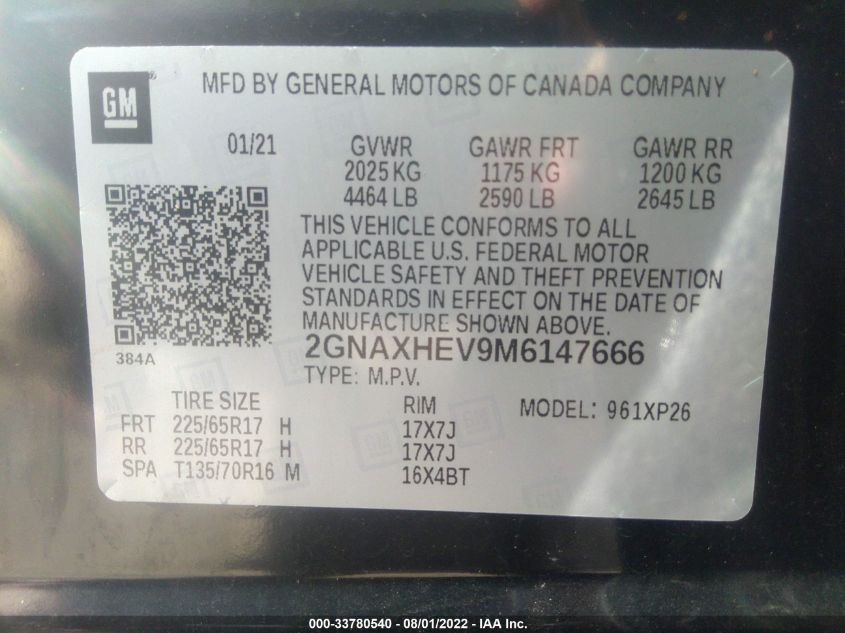 GM
®
MFD BY GENERAL MOTORS OF CANADA COMPANY
01/21 GVWR GAWR FRT GAWR RR
2025 KG 1175 KG 1200 KG
4464 LB 2590 LB 2645 LB
THIS VEHICLE CONFORMS TO ALL
APPLICABLE U.S. FEDERAL MOTOR
VEHICLE SAFETY AND THEFT PREVENTION
STANDARDS IN EFFECT ON THE DATE OF
MANUFACTURE SHOWN ABOVE.
384A
2GNAXHEV9M6147666
TYPE: M.P.V.
TIRE SIZE RIM MODEL: 961XP26
FRT 225/65R17 H 17X7J
RR 225/65R17 H 17X7J
SPA T135/70R16 M 16X4BT
000-33780540 - 08/01/2022 - IAA Inc.